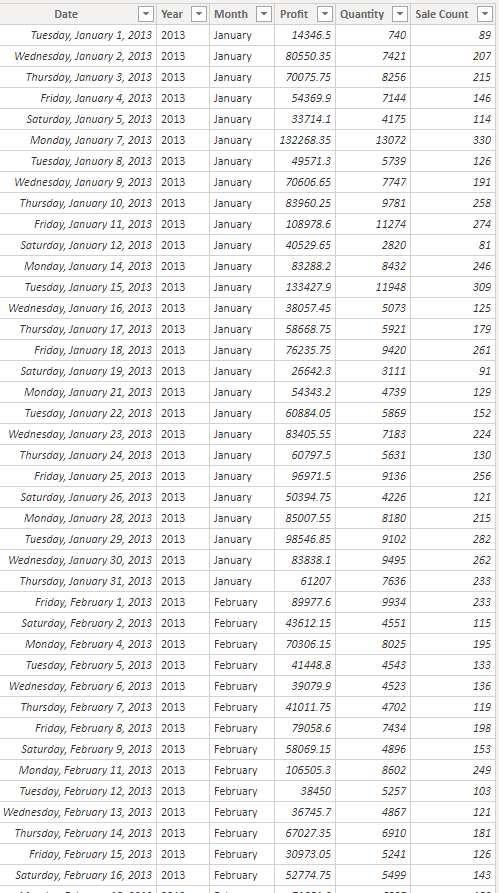 Date Year Month Profit Quantity Sale Count
Tuesday, January 1, 2013 2013 January 14346.5 740 89
Wednesday, January 2, 2013 2013 January 80550.35 7421 207
Thursday, January 3, 2013 2013 January 70075.75 8256 215
Friday, January 4, 2013 2013 January 54369.9 7144 146
Saturday, January 5, 2013 2013 January 33714.1 4175 114
Monday, January 7, 2013 2013 January 132268.35 13072 330
Tuesday, January 8, 2013 2013 January 49571.3 5739 126
Wednesday, January 9, 2013 2013 January 70606.65 7747 191
Thursday, January 10, 2013 2013 January 83960.25 9781 258
Friday, January 11, 2013 2013 January 108978.6 11274 274
Saturday, January 12, 2013 2013 January 40529.65 2820 81
Monday, January 14, 2013 2013 January 83288.2 8432 246
Tuesday, January 15, 2013 2013 January 133427.9 11948 309
Wednesday, January 16, 2013 2013 January 38057.45 5073 125
Thursday, January 17, 2013 2013 January 58668.75 5921 179
Friday, January 18, 2013 2013 January 76235.75 9420 261
Saturday, January 19, 2013 2013 January 26642.3 3111 91
Monday, January 21, 2013 2013 January 54343.2 4739 129
Tuesday, January 22, 2013 2013 January 60884.05 5869 152
Wednesday, January 23, 2013 2013 January 83405.55 7183 224
Thursday, January 24, 2013 2013 January 60797.5 5631 130
Friday, January 25, 2013 2013 January 96971.5 9136 256
Saturday, January 26, 2013 2013 January 50394.75 4226 121
Monday, January 28, 2013 2013 January 85007.55 8180 215
Tuesday, January 29, 2013 2013 January 98546.85 9102 282
Wednesday, January 30, 2013 2013 January 83838.1 9495 262
Thursday, January 31, 2013 2013 January 61207 7636 233
Friday, February 1, 2013 2013 February 89977.6 9934 233
Saturday, February 2, 2013 2013 February 43612.15 4551 115
Monday, February 4, 2013 2013 February 70306.15 8025 195
Tuesday, February 5, 2013 2013 February 41448.8 4543 133
Wednesday, February 6, 2013 2013 February 39079.9 4523 136
Thursday, February 7, 2013 2013 February 41011.75 4702 119
Friday, February 8, 2013 2013 February 79058.6 7434 198
Saturday, February 9, 2013 2013 February 58069.15 4896 153
Monday, February 11, 2013 2013 February 106505.3 8602 249
Tuesday, February 12, 2013 2013 February 38450 5257 103
Wednesday, February 13, 2013 2013 February 36745.7 4867 121
Thursday, February 14, 2013 2013 February 67027.35 6910 181
Friday, February 15, 2013 2013 February 30973.05 5241 126
Saturday, February 16, 2013 2013 February 52774.75 5499 143